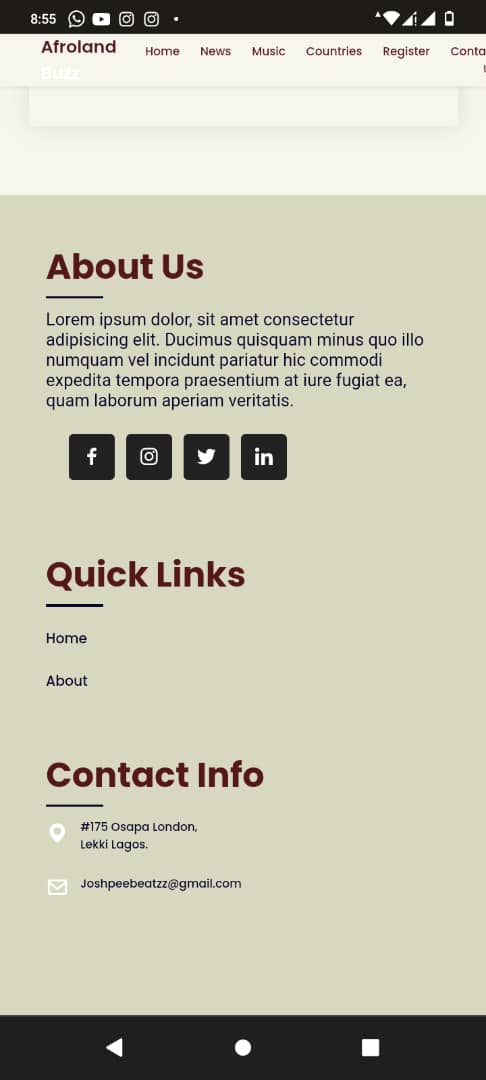 8:55
Afroland
Buzz
Home News Music Countries Register Conta
About Us
Lorem ipsum dolor, sit amet consectetur
adipisicing elit. Ducimus quisquam minus quo illo
numquam vel incidunt pariatur hic commodi
expedita tempora praesentium at iure fugiat ea,
quam laborum aperiam veritatis.
Quick Links
Home
About
Contact Info
#175 Osapa London,
Lekki Lagos.
Joshpeebeatzz@gmail.com